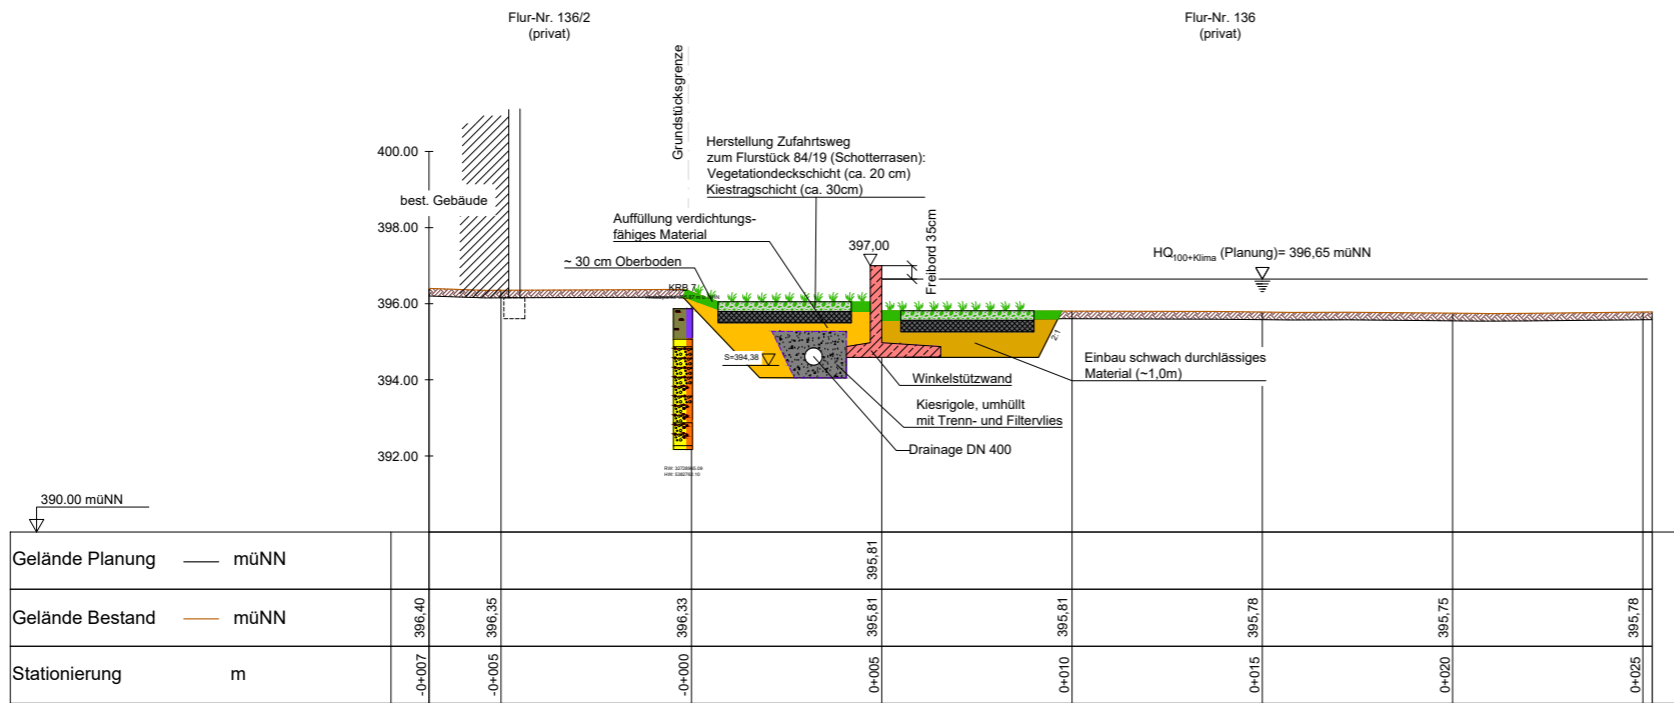 Flur-Nr. 136/2
(privat)
Flur-Nr. 136
(privat)
Grundstücksgrenze
Herstellung Zufahrtsweg
zum Flurstück 84/19 (Schotterrasen):
Vegetationdeckschicht (ca. 20 cm)
Kiestragschicht (ca. 30cm)
400.00
best. Gebäude
Auffüllung verdichtungs-
fähiges Material
398.00
397,00
Freibord 35cm
HQ100+Klima (Planung)= 396,65 müNN
~ 30 cm Oberboden
KRB 7
396.00
2:1
S=394,38
Einbau schwach durchlässiges
Material (~1,0m)
394.00
Winkelstützwand
Kiesrigole, umhüllt
mit Trenn- und Filtervlies
Drainage DN 400
392.00
390.00 müNN
Gelände Planung müNN
395,81
Gelände Bestand müNN
396,40 396,35 396,33 395,81 395,81 395,78 395,75 395,78
Stationierung m
-0+007 -0+005 -0+000 0+005 0+010 0+015 0+020 0+025